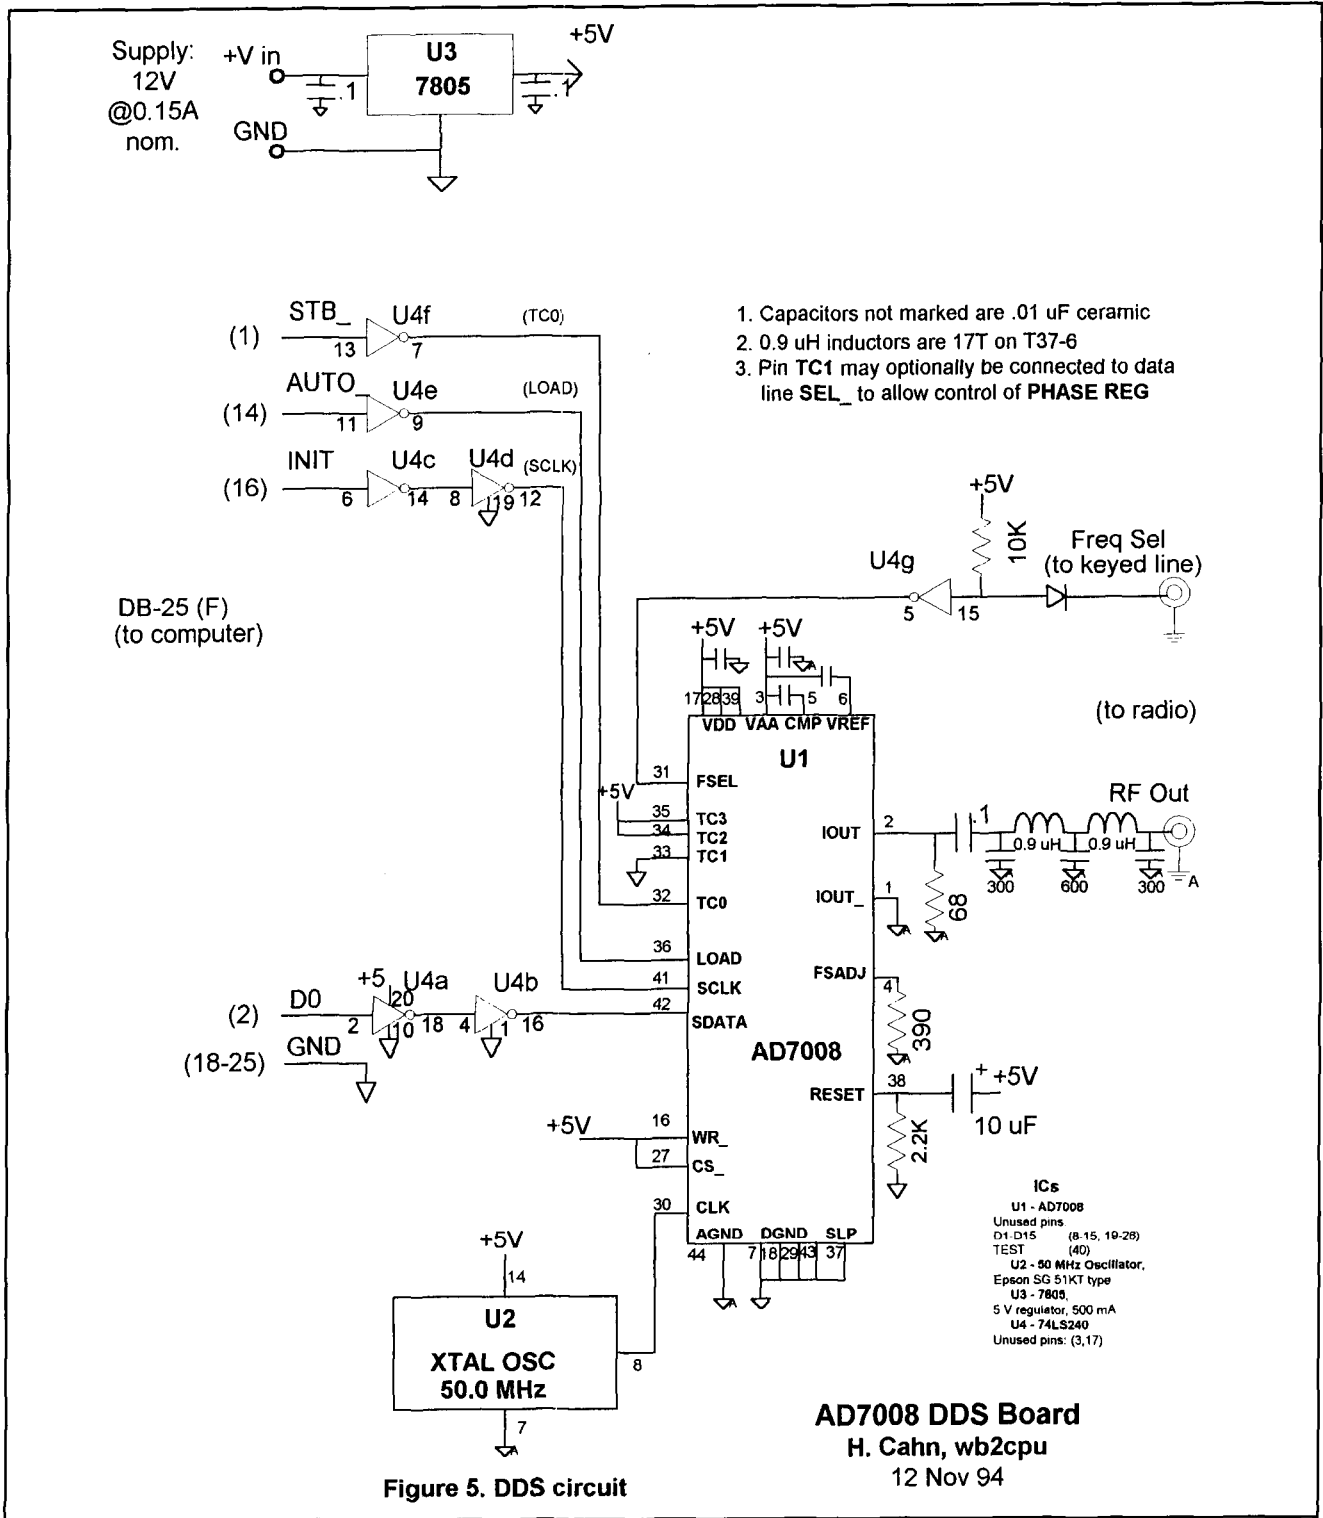 Supply:
12V
@0.15A
nom.
+V in
GND
.1
U3
7805
.1
+5V
STB_
(1)
13
U4f
7
(TC0)
AUTO_
(14)
11
U4e
9
(LOAD)
INIT
(16)
6
U4c
14
8
U4d
19
12
(SCLK)
1. Capacitors not marked are .01 uF ceramic
2. 0.9 uH inductors are 17T on T37-6
3. Pin TC1 may optionally be connected to data
line SEL_ to allow control of PHASE REG
DB-25 (F)
(to computer)
+5V
10K
U4g
5
15
Freq Sel
(to keyed line)
+5V
+5V
A
17
28
39
3
5
6
VDD
VAA
CMP
VREF
U1
(to radio)
31
FSEL
+5V
35
TC3
34
TC2
33
TC1
32
TC0
36
LOAD
41
SCLK
42
SDATA
AD7008
IOUT
2
.1
0.9 uH
0.9 uH
RF Out
A
A
A
300
600
300
A
68
A
IOUT_
1
A
FSADJ
4
390
A
RESET
38
+
+5V
10 uF
2.2K
(2)
D0
2
+5
20
U4a
10
18
4
U4b
1
16
(18-25)
GND
+5V
16
WR_
27
CS_
30
CLK
AGND
DGND
SLP
44
7
18
29
43
37
A
+5V
14
U2
XTAL OSC
50.0 MHz
8
7
A
ICs
U1 - AD7008
Unused pins
D1-D15 (8-15, 19-26)
TEST (40)
U2 - 50 MHz Oscillator,
Epson SG 51KT type
U3 - 7805,
5 V regulator, 500 mA
U4 - 74LS240
Unused pins: (3,17)
AD7008 DDS Board
H. Cahn, wb2cpu
12 Nov 94
Figure 5. DDS circuit